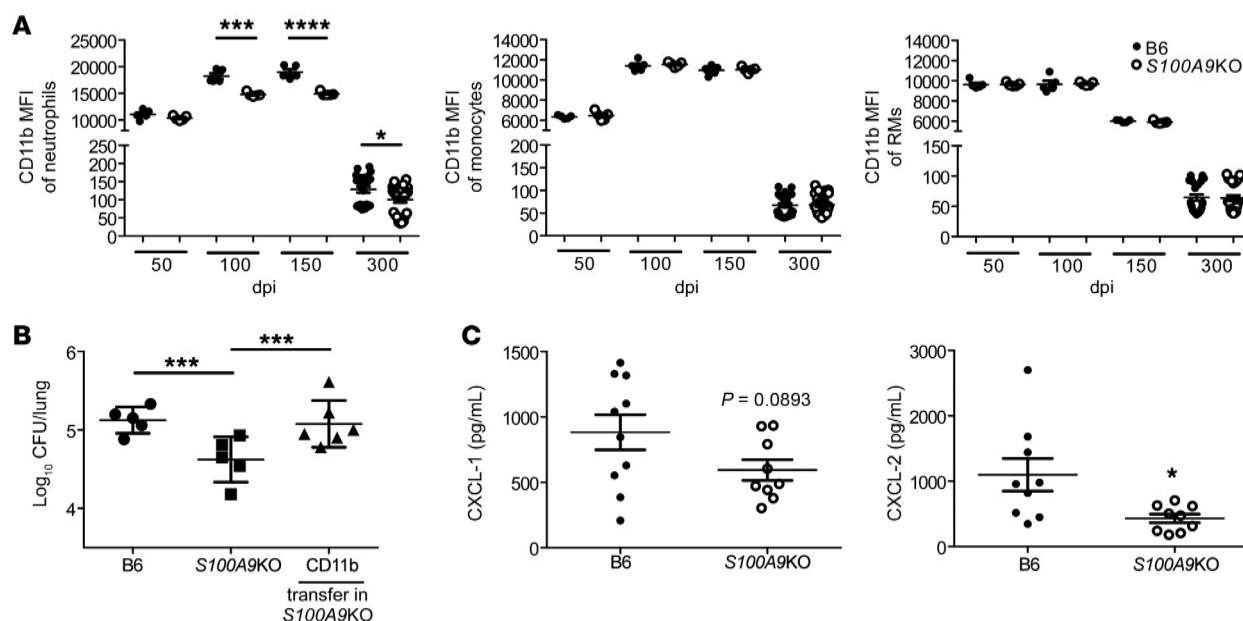 A
***
****
*
25000
20000
15000
10000
5000
250
200
150
100
50
0
CD11b MFI
of neutrophils
50
100
150
300
dpi
14000
12000
10000
8000
6000
4000
250
200
150
100
50
0
CD11b MFI
of monocytes
50
100
150
300
dpi
B6
S100A9KO
14000
12000
10000
8000
6000
4000
150
100
50
0
CD11b MFI
of RMs
50
100
150
300
dpi
B
***
***
6
5
4
Log10 CFU/lung
B6
S100A9KO
CD11b
transfer in
S100A9KO
C
1500
1000
500
0
CXCL-1 (pg/mL)
P = 0.0893
B6
S100A9KO
3000
2000
1000
0
CXCL-2 (pg/mL)
*
B6
S100A9KO